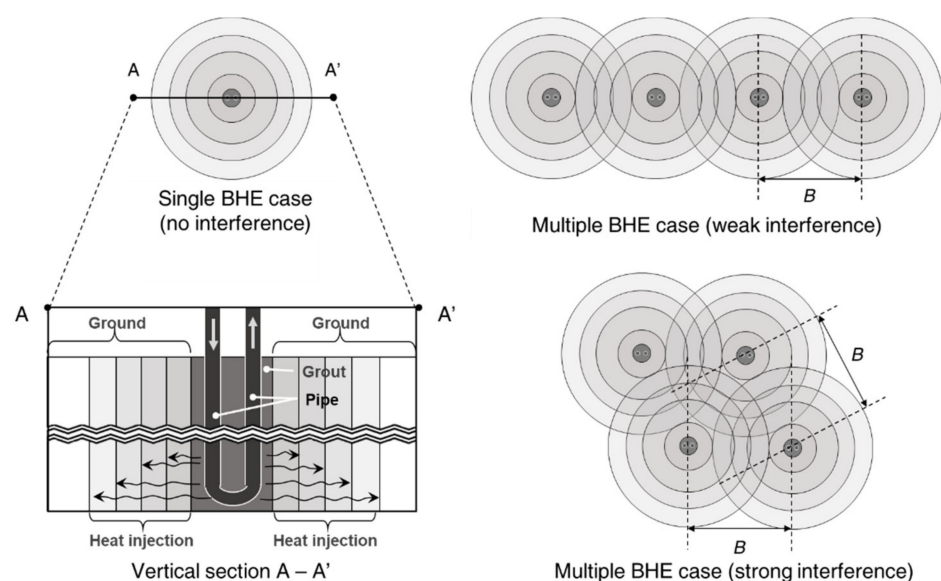 A
A'
Single BHE case
(no interference)
B
Multiple BHE case (weak interference)
A
A'
Ground
Ground
Grout
Pipe
Heat injection
Heat injection
Vertical section A – A'
B
B
Multiple BHE case (strong interference)